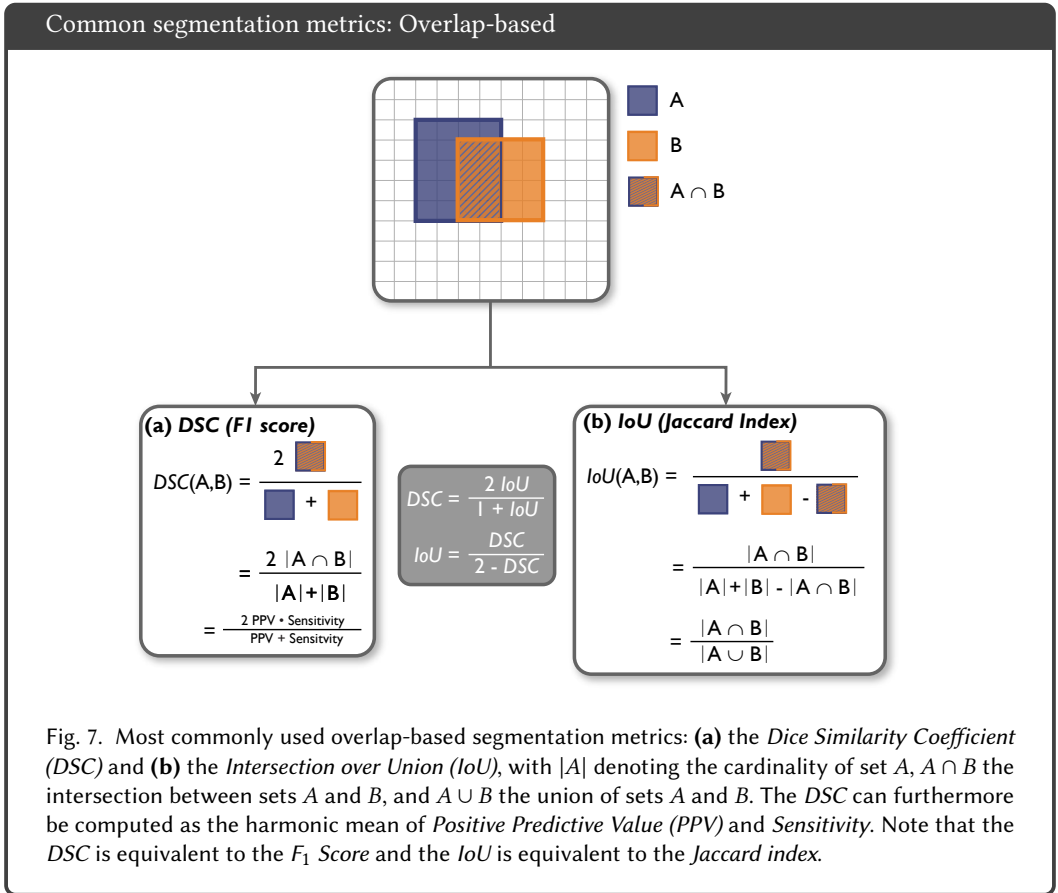 Common segmentation metrics: Overlap-based
A
B
A ∩ B
(a) DSC (F1 score)
DSC(A,B) = 2 / +
= 2 |A ∩ B| / |A|+|B|
= 2 PPV • Sensitivity / PPV + Sensitvity
DSC = 2 IoU / 1 + IoU
IoU = DSC / 2 - DSC
(b) IoU (Jaccard Index)
IoU(A,B) = / + -
= |A ∩ B| / |A|+|B| - |A ∩ B|
= |A ∩ B| / |A ∪ B|
Fig. 7. Most commonly used overlap-based segmentation metrics: (a) the Dice Similarity Coefficient
(DSC) and (b) the Intersection over Union (IoU), with |A| denoting the cardinality of set A, A ∩ B the
intersection between sets A and B, and A ∪ B the union of sets A and B. The DSC can furthermore
be computed as the harmonic mean of Positive Predictive Value (PPV) and Sensitivity. Note that the
DSC is equivalent to the F₁ Score and the IoU is equivalent to the Jaccard index.